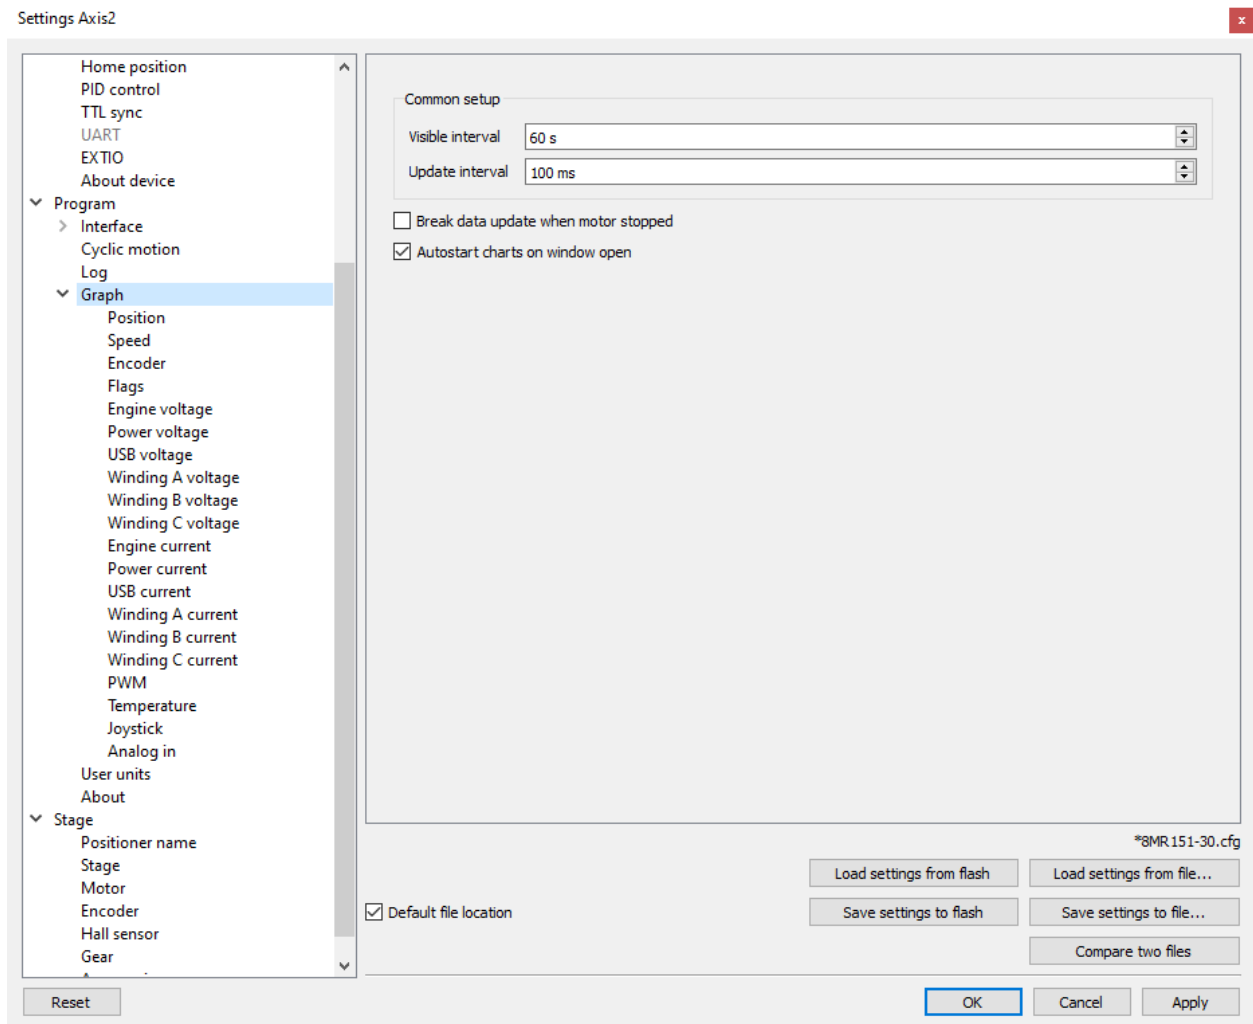 Settings Axis2
x
Home position
PID control
TTL sync
UART
EXTIO
About device
Program
Interface
Cyclic motion
Log
Graph
Position
Speed
Encoder
Flags
Engine voltage
Power voltage
USB voltage
Winding A voltage
Winding B voltage
Winding C voltage
Engine current
Power current
USB current
Winding A current
Winding B current
Winding C current
PWM
Temperature
Joystick
Analog in
User units
About
Stage
Positioner name
Stage
Motor
Encoder
Hall sensor
Gear
Common setup
Visible interval 60 s
Update interval 100 ms
Break data update when motor stopped
Autostart charts on window open
*8MR151-30.cfg
Load settings from flash Load settings from file...
Default file location Save settings to flash Save settings to file...
Compare two files
Reset OK Cancel Apply